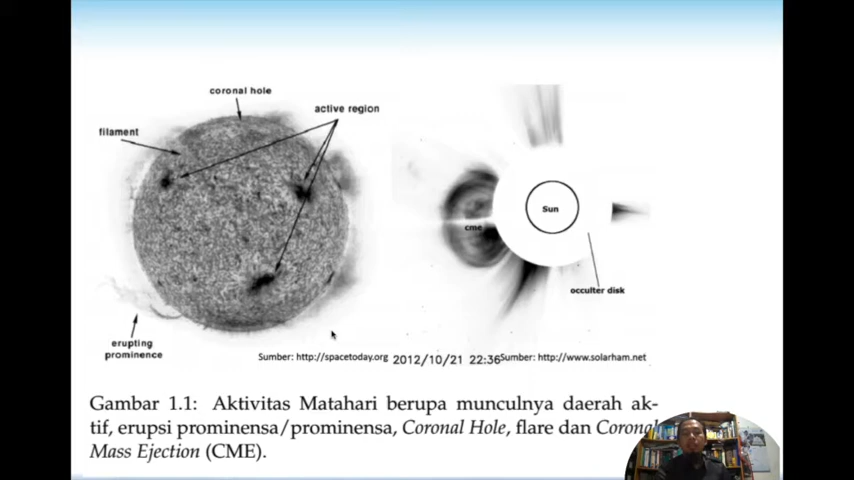 coronal hole
active region
filament
erupting
prominence
Sun
cme
occulter disk
Sumber: http://spacetoday.org
2012/10/21 22:36
Sumber: http://www.solarham.net
Gambar 1.1: Aktivitas Matahari berupa munculnya daerah ak-
tif, erupsi prominensa/prominensa, Coronal Hole, flare dan Coronal
Mass Ejection (CME).